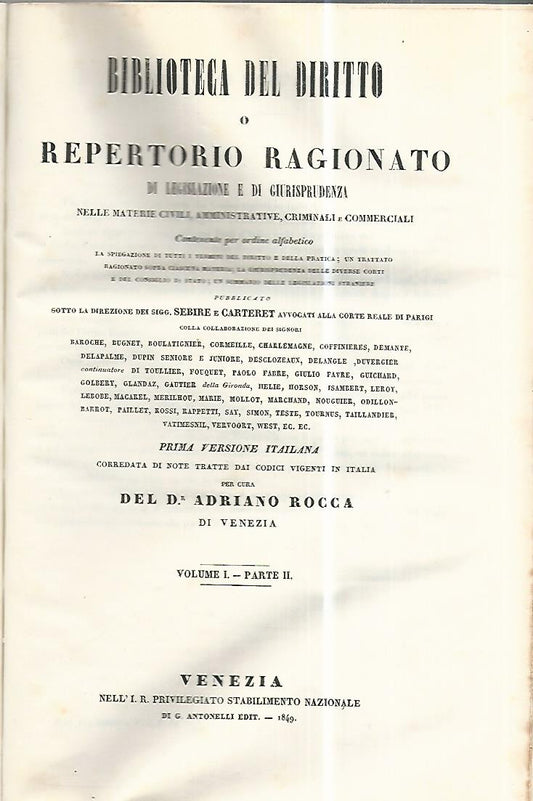 BIBLIOTECA DEL DIRITTO
O
REPERTORIO RAGIONATO
DI LEGISLAZIONE E DI GIURISPRUDENZA
NELLE MATERIE CIVILI, AMMINISTRATIVE, CRIMINALI E COMMERCIALI
Contenente per ordine alfabetico
LA SPIEGAZIONE DI TUTTI I TERMINI DEL DIRITTO E DELLA PRATICA; UN TRATTATO
RAGIONATO SOPRA CIASCUNA MATERIA; LA GIURISPRUDENZA DELLE DIVERSE CORTI
E DEL CONSIGLIO DI STATO; UN SOMMARIO DELLE LEGISLAZIONI STRANIERE
PUBBLICATO
SOTTO LA DIREZIONE DEI SIGG. SEBIRE E CARTERET AVVOCATI ALLA CORTE REALE DI PARIGI
COLLA COLLABORAZIONE DEI SIGNORI
BAROCHE, BUGNET, BOULATIGNIER, CORMEILLE, CHARLEMAGNE, COFFINIERES, DEMANTE,
DELAPALME, DUPIN SENIORE E JUNIORE, DESCLOZEAUX, DELANGLE, DUVERGIER
continuatore DI TOULLIER, FOUQUET, PAOLO FABRE, GIULIO FAVRE, GUICHARD,
GOLBERT, GLANDAZ, GAUTIER della Gironda, HELIE, HORSON, ISAMBERT, LEROY,
LEBOBE, MACAREL, MERILHOU, MARIE, MOLLOT, MARCHAND, NOUGUIER, ODILLON-
BARROT, PAILLET, ROSSI, RAPPETTI, SAY, SIMON, TESTE, TOURNUS, TAILLANDIER,
VATIMESNIL, VERVOORT, WEST, EC. EC.
PRIMA VERSIONE ITAILANA
CORREDATA DI NOTE TRATTE DAI CODICI VIGENTI IN ITALIA
PER CURA
DEL D.R ADRIANO ROCCA
DI VENEZIA
VOLUME I. — PARTE II.
VENEZIA
NELL' I. R. PRIVILEGIATO STABILIMENTO NAZIONALE
DI G. ANTONELLI EDIT. — 1849.